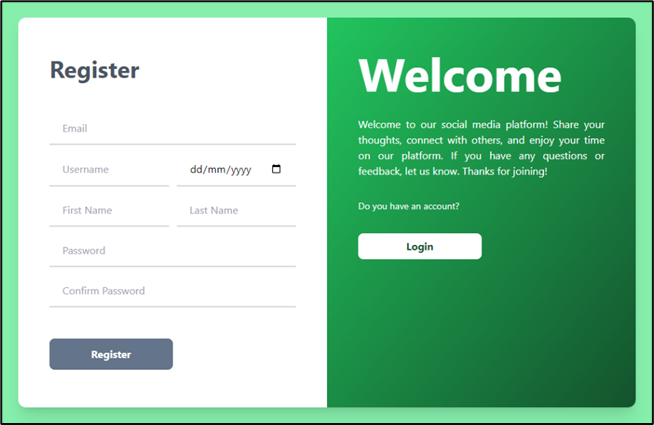 Register
Email
Username
dd/mm/yyyy
First Name
Last Name
Password
Confirm Password
Register
Welcome
Welcome to our social media platform! Share your
thoughts, connect with others, and enjoy your time
on our platform. If you have any questions or
feedback, let us know. Thanks for joining!
Do you have an account?
Login